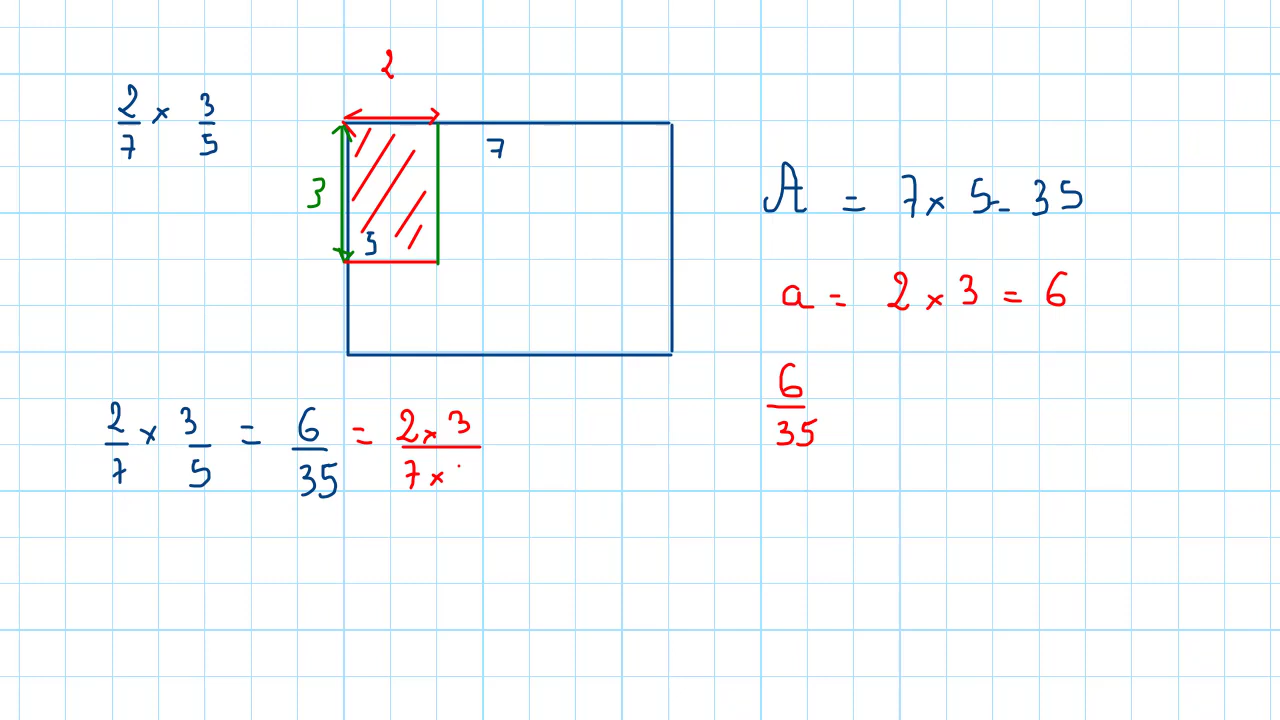 2
2/7 × 3/5
7
3
5
A = 7 × 5 = 35
a = 2 × 3 = 6
6/35
2/7 × 3/5 = 6/35 = 2 × 3 / 7 ×